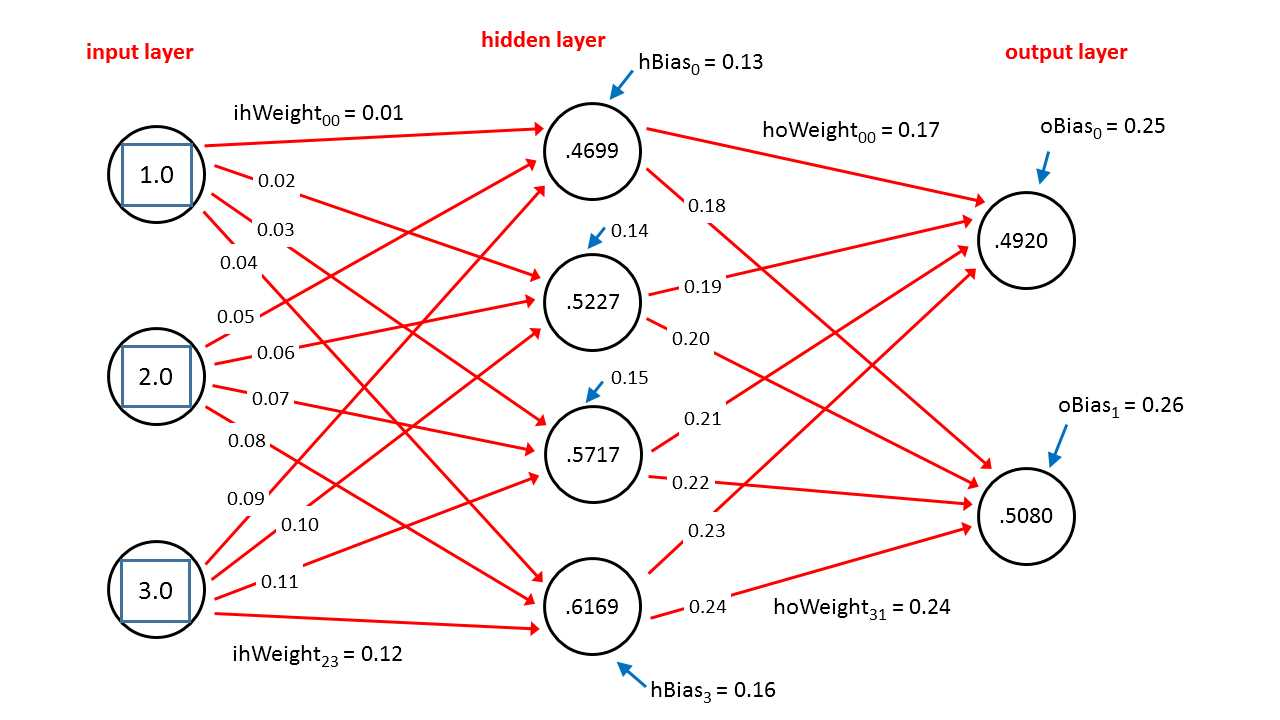 input layer
hidden layer
output layer
hBias0 = 0.13
ihWeight00 = 0.01
hoWeight00 = 0.17
oBias0 = 0.25
1.0
.4699
0.02
0.18
0.03
0.14
.4920
0.04
0.19
.5227
0.05
0.20
0.06
2.0
0.15
0.07
oBias1 = 0.26
0.21
0.08
.5717
0.22
0.09
.5080
0.10
0.23
0.11
3.0
.6169
0.24
hoWeight31 = 0.24
ihWeight23 = 0.12
hBias3 = 0.16